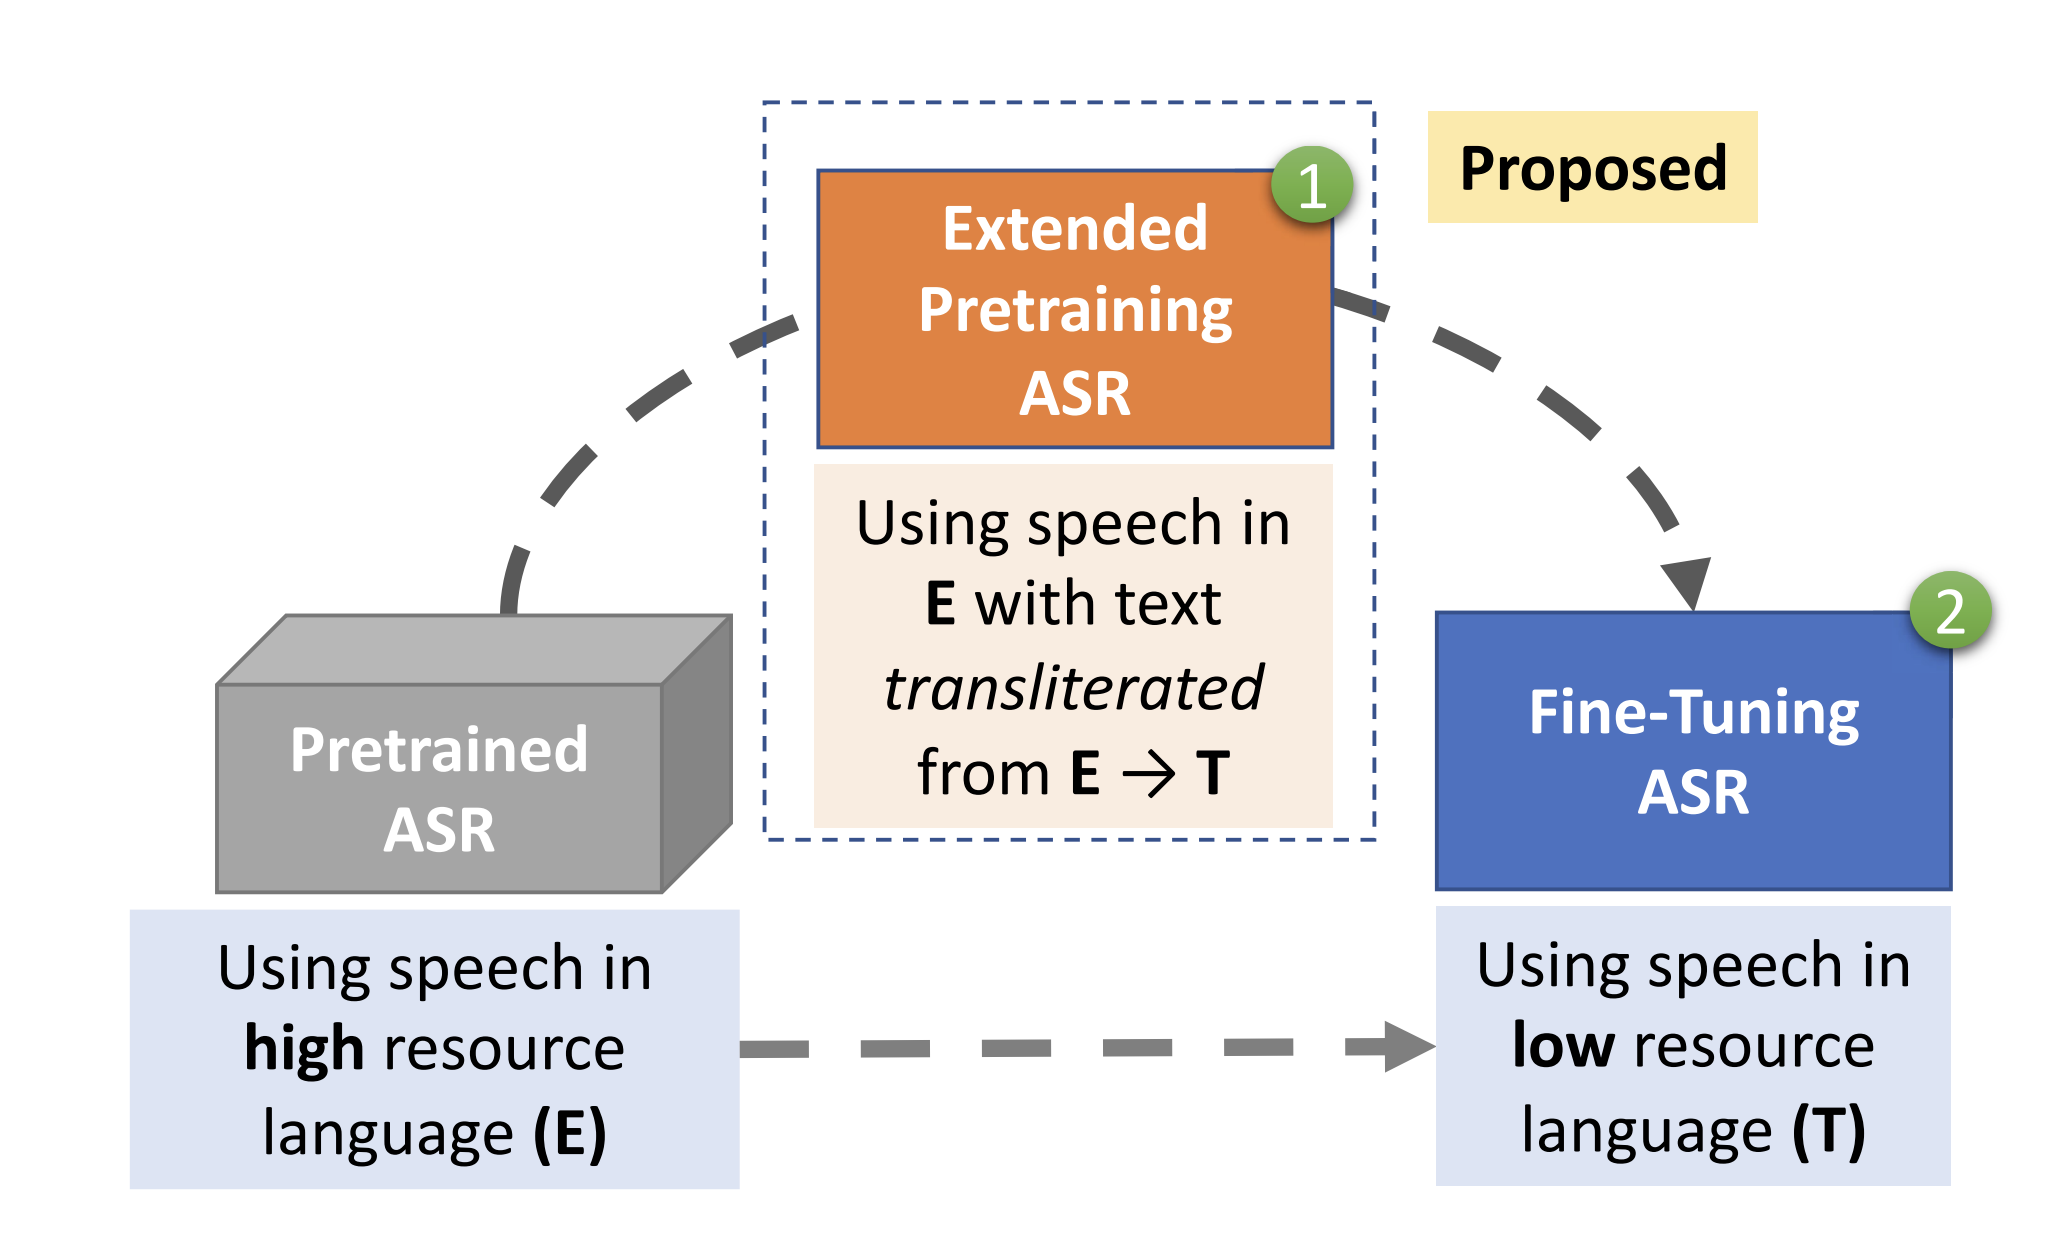 Proposed
1
Extended
Pretraining
ASR
Using speech in
E with text
transliterated
from E → T
Pretrained
ASR
Using speech in
high resource
language (E)
2
Fine-Tuning
ASR
Using speech in
low resource
language (T)